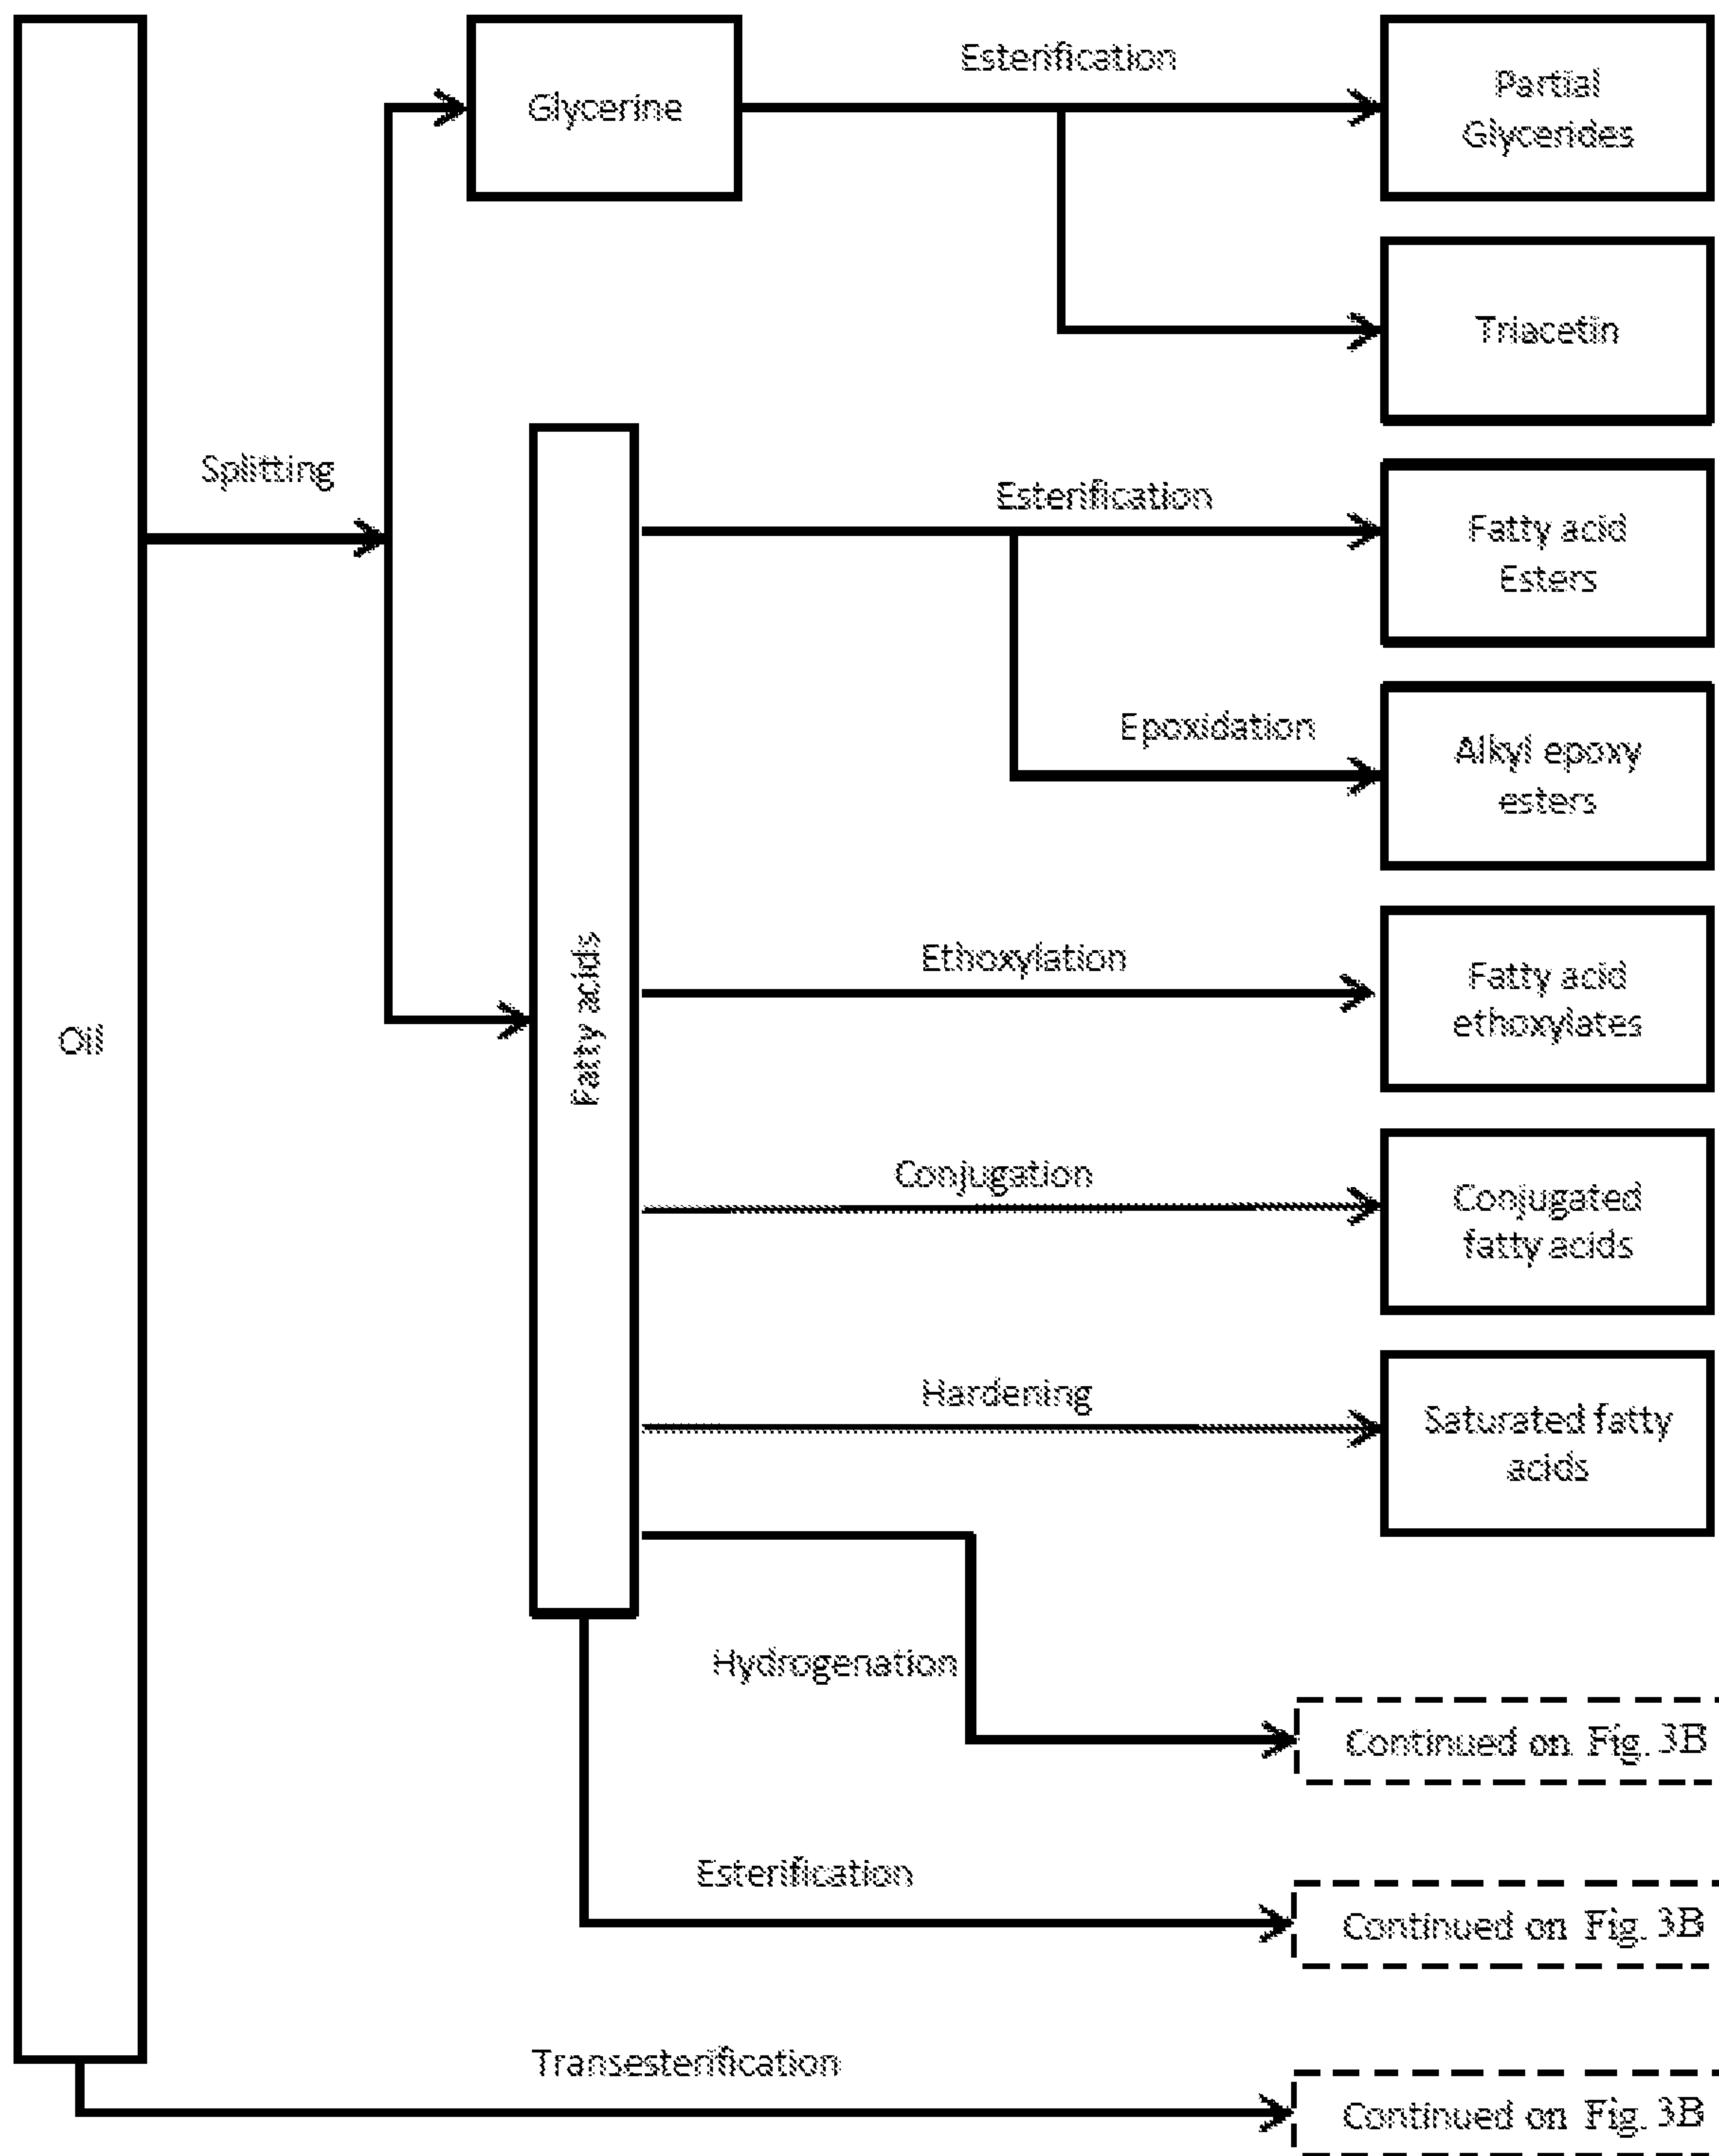 Esterification
Glycerine
Partial
Glycerides
Triacetin
Splitting
Esterification
Fatty acid
Esters
Epoxidation
Alkyl epoxy
esters
Oil
Fatty acids
Ethoxylation
Fatty acid
ethoxylates
Conjugation
Conjugated
fatty acids
Hardening
Saturated fatty
acids
Hydrogenation
Continued on Fig. 3B
Esterification
Continued on Fig. 3B
Transesterification
Continued on Fig. 3B